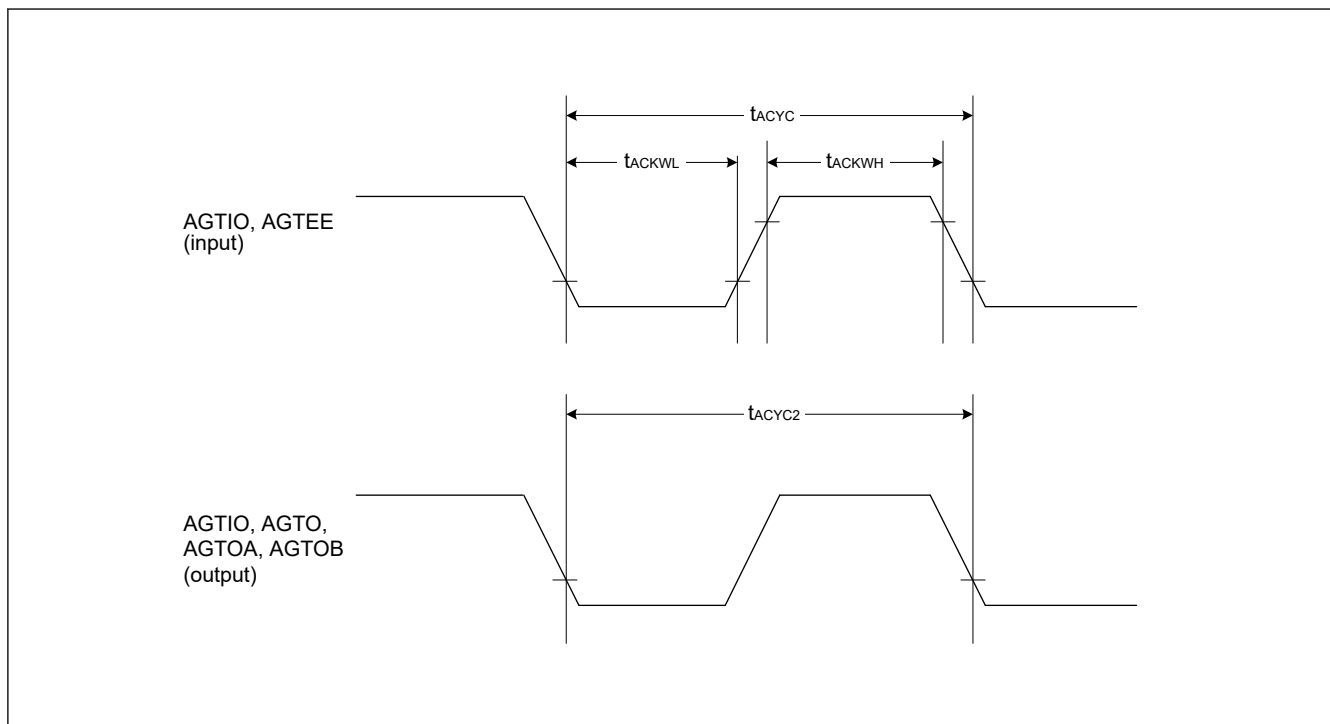 tACYC
tACKWL
tACKWH
AGTIO, AGTEE
(input)
tACYC2
AGTIO, AGTO,
AGTOA, AGTOB
(output)